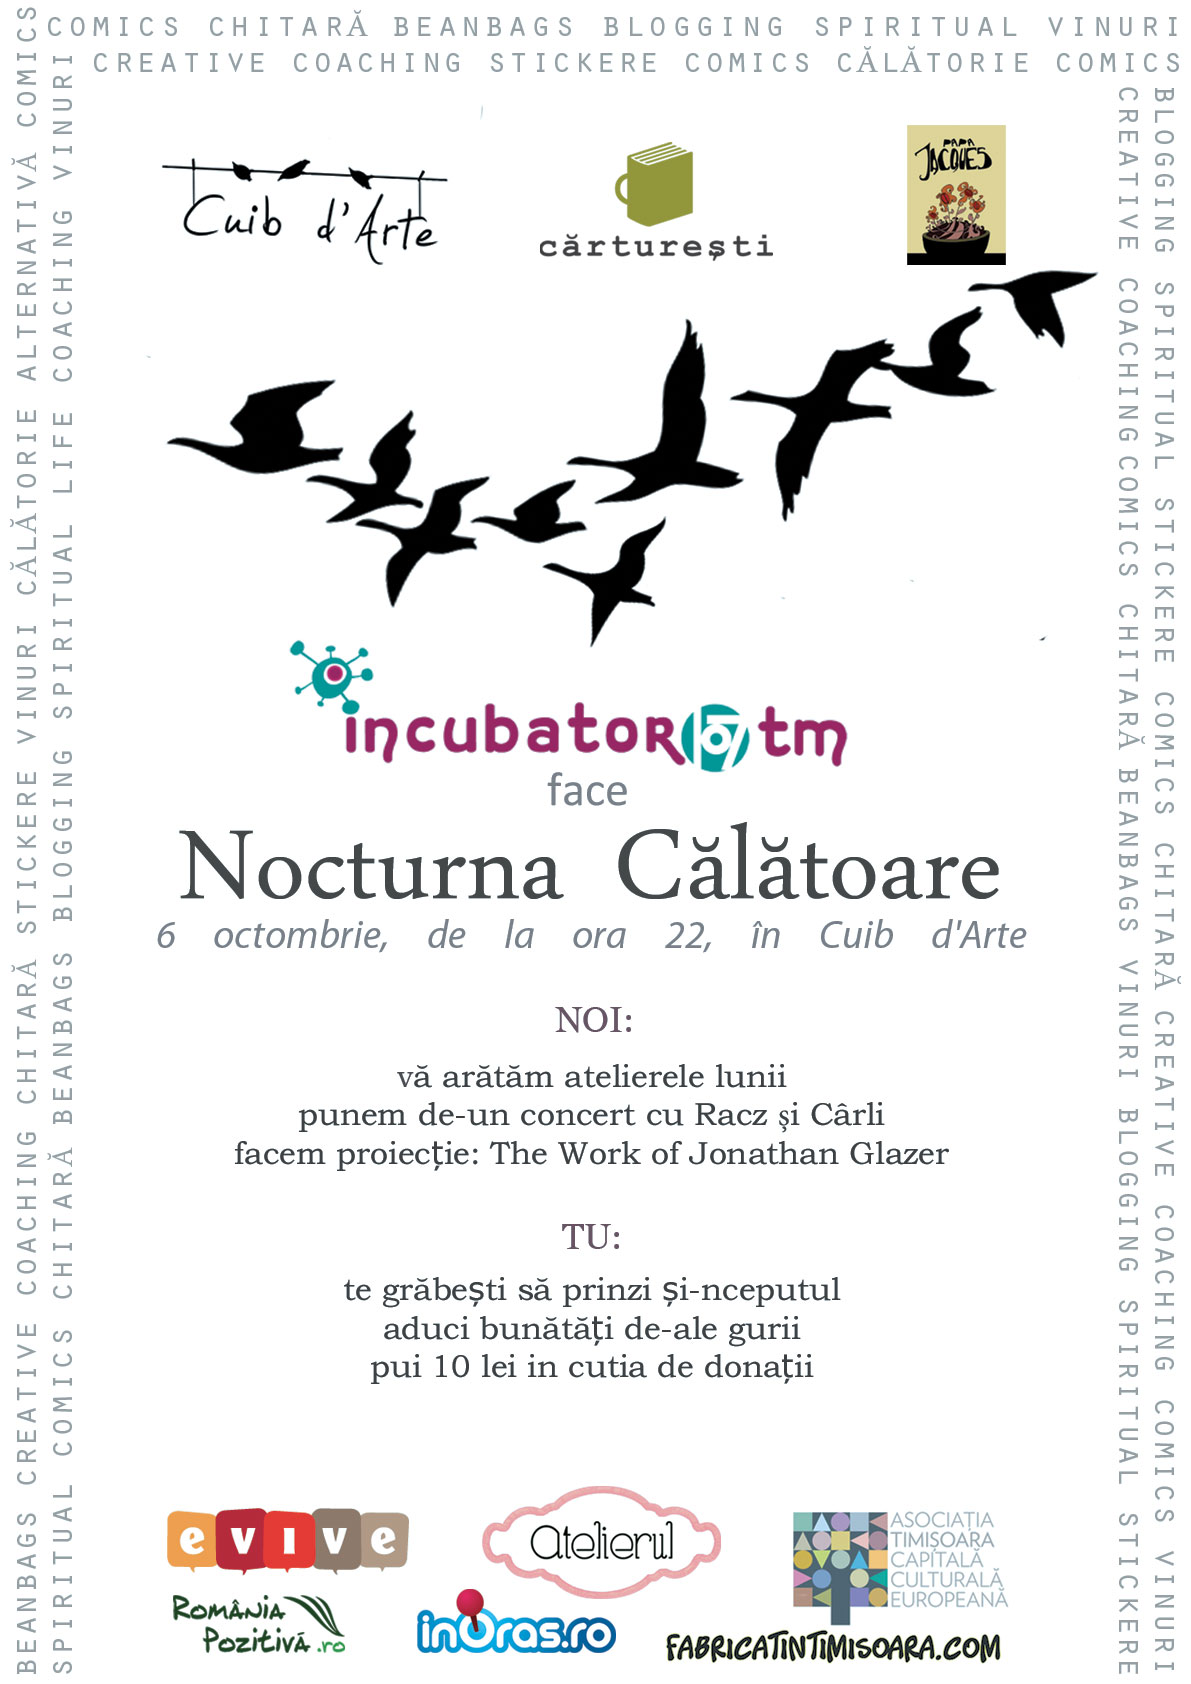 COMICS CHITARĂ BEANBAGS BLOGGING SPIRITUAL VINURI
CREATIVE COACHING STICKERE COMICS CĂLĂTORIE COMICS
BEANBAGS CREATIVE COACHING CHITARĂ STICKERE VINURI CĂLĂTORIE ALTERNATIVĂ COMICS
SPIRITUAL COMICS CHITARĂ BEANBAGS BLOGGING SPIRITUAL LIFE COACHING VINURI
BLOGGING SPIRITUAL STICKERE COMICS CHITARĂ CREATIVE COACHING COMICS VINURI
CREATIVE COACHING COMICS CHITARĂ BEANBAGS VINURI BLOGGING SPIRITUAL STICKERE
Cuib d'Arte
cărturești
PAPA
JACQUES
incubator107tm
face
Nocturna Călătoare
6 octombrie, de la ora 22, în Cuib d'Arte
NOI:
vă arătăm atelierele lunii
punem de-un concert cu Racz și Cârli
facem proiecție: The Work of Jonathan Glazer
TU:
te grăbești să prinzi și-nceputul
aduci bunătăți de-ale gurii
pui 10 lei in cutia de donații
evive
atelierul
ASOCIAȚIA
TIMIȘOARA
CAPITALĂ
CULTURALĂ
EUROPEANĂ
ROMÂNIA
POZITIVĂ.ro
inOras.ro
FABRICATINTIMISOARA.COM